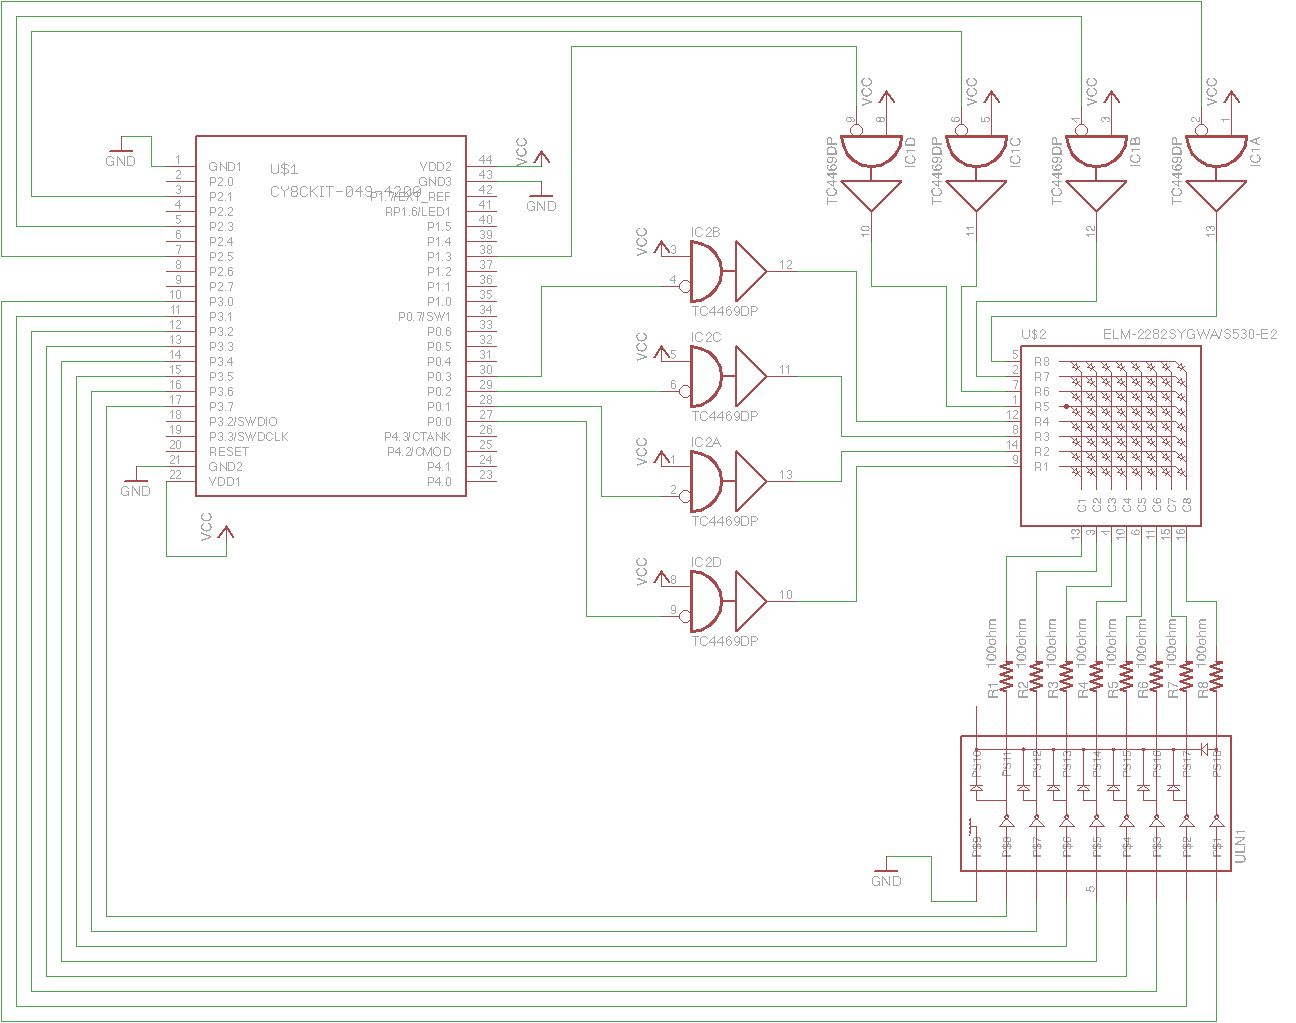 VCC
VCC
VCC
VCC
9
8
6
5
4
3
2
1
TC4469DP
IC1D
TC4469DP
IC1C
TC4469DP
IC1B
TC4469DP
IC1A
10
11
12
13
GND
VCC
GND
U$1
CY8CKIT-049-4200
1 GND1
2 P2.0
3 P2.1
4 P2.2
5 P2.3
6 P2.4
7 P2.5
8 P2.6
9 P2.7
10 P3.0
11 P3.1
12 P3.2
13 P3.3
14 P3.4
15 P3.5
16 P3.6
17 P3.7
18 P3.2/SWDIO
19 P3.3/SWDCLK
20 RESET
21 GND2
22 VDD1
VDD2 44
GND3 43
P1.7/EXT_REF 42
RP1.6/LED1 41
P1.5 40
P1.4 39
P1.3 38
P1.2 37
P1.1 36
P1.0 35
P0.7/SW1 34
P0.6 33
P0.5 32
P0.4 31
P0.3 30
P0.2 29
P0.1 28
P0.0 27
P4.3/CTANK 26
P4.2/CMOD 25
P4.1 24
P4.0 23
GND
VCC
IC2B
VCC
3
4
12
TC4469DP
IC2C
VCC
5
6
11
TC4469DP
IC2A
VCC
1
2
13
TC4469DP
IC2D
VCC
8
9
10
TC4469DP
U$2
ELM-2282SYGWA/S530-E2
5 R8
2 R7
7 R6
1 R5
12 R4
8 R3
14 R2
9 R1
C1 C2 C3 C4 C5 C6 C7 C8
13 3 4 10 6 11 15 16
100ohm 100ohm 100ohm 100ohm 100ohm 100ohm 100ohm 100ohm
R1 R2 R3 R4 R5 R6 R7 R8
P$10 P$11 P$12 P$13 P$14 P$15 P$16 P$17 P$18
P$9 P$8 P$7 P$6 P$5 P$4 P$3 P$2 P$1
ULN1
5
GND